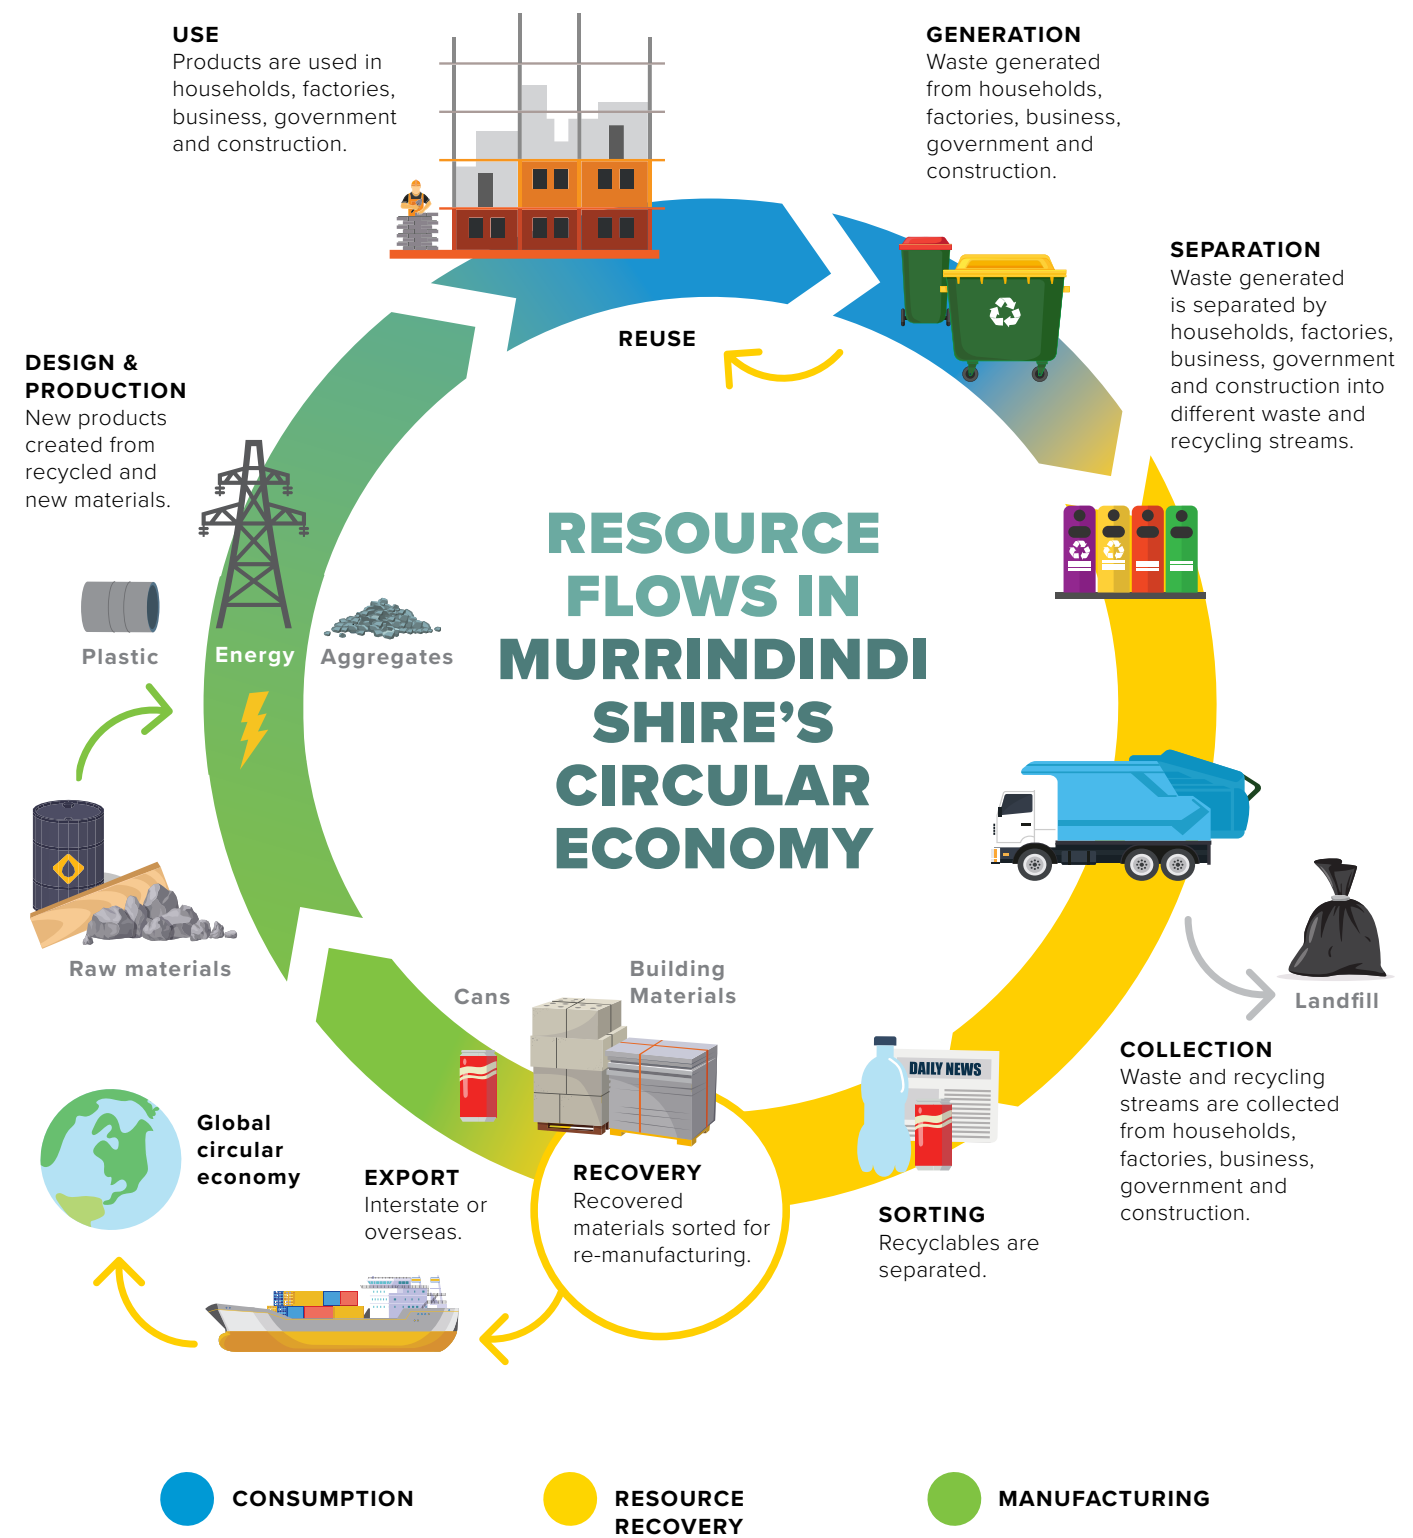 USE
Products are used in
households, factories,
business, government
and construction.
GENERATION
Waste generated
from households,
factories, business,
government and
construction.
SEPARATION
Waste generated
is separated by
households, factories,
business, government
and construction into
different waste and
recycling streams.
REUSE
DESIGN &
PRODUCTION
New products
created from
recycled and
new materials.
RESOURCE
FLOWS IN
MURRINDINDI
SHIRE’S
CIRCULAR
ECONOMY
Plastic
Energy
Aggregates
Raw materials
Landfill
COLLECTION
Waste and recycling
streams are collected
from households,
factories, business,
government and
construction.
Cans
Building
Materials
DAILY NEWS
SORTING
Recyclables are
separated.
RECOVERY
Recovered
materials sorted for
re-manufacturing.
EXPORT
Interstate or
overseas.
Global
circular
economy
CONSUMPTION
RESOURCE
RECOVERY
MANUFACTURING